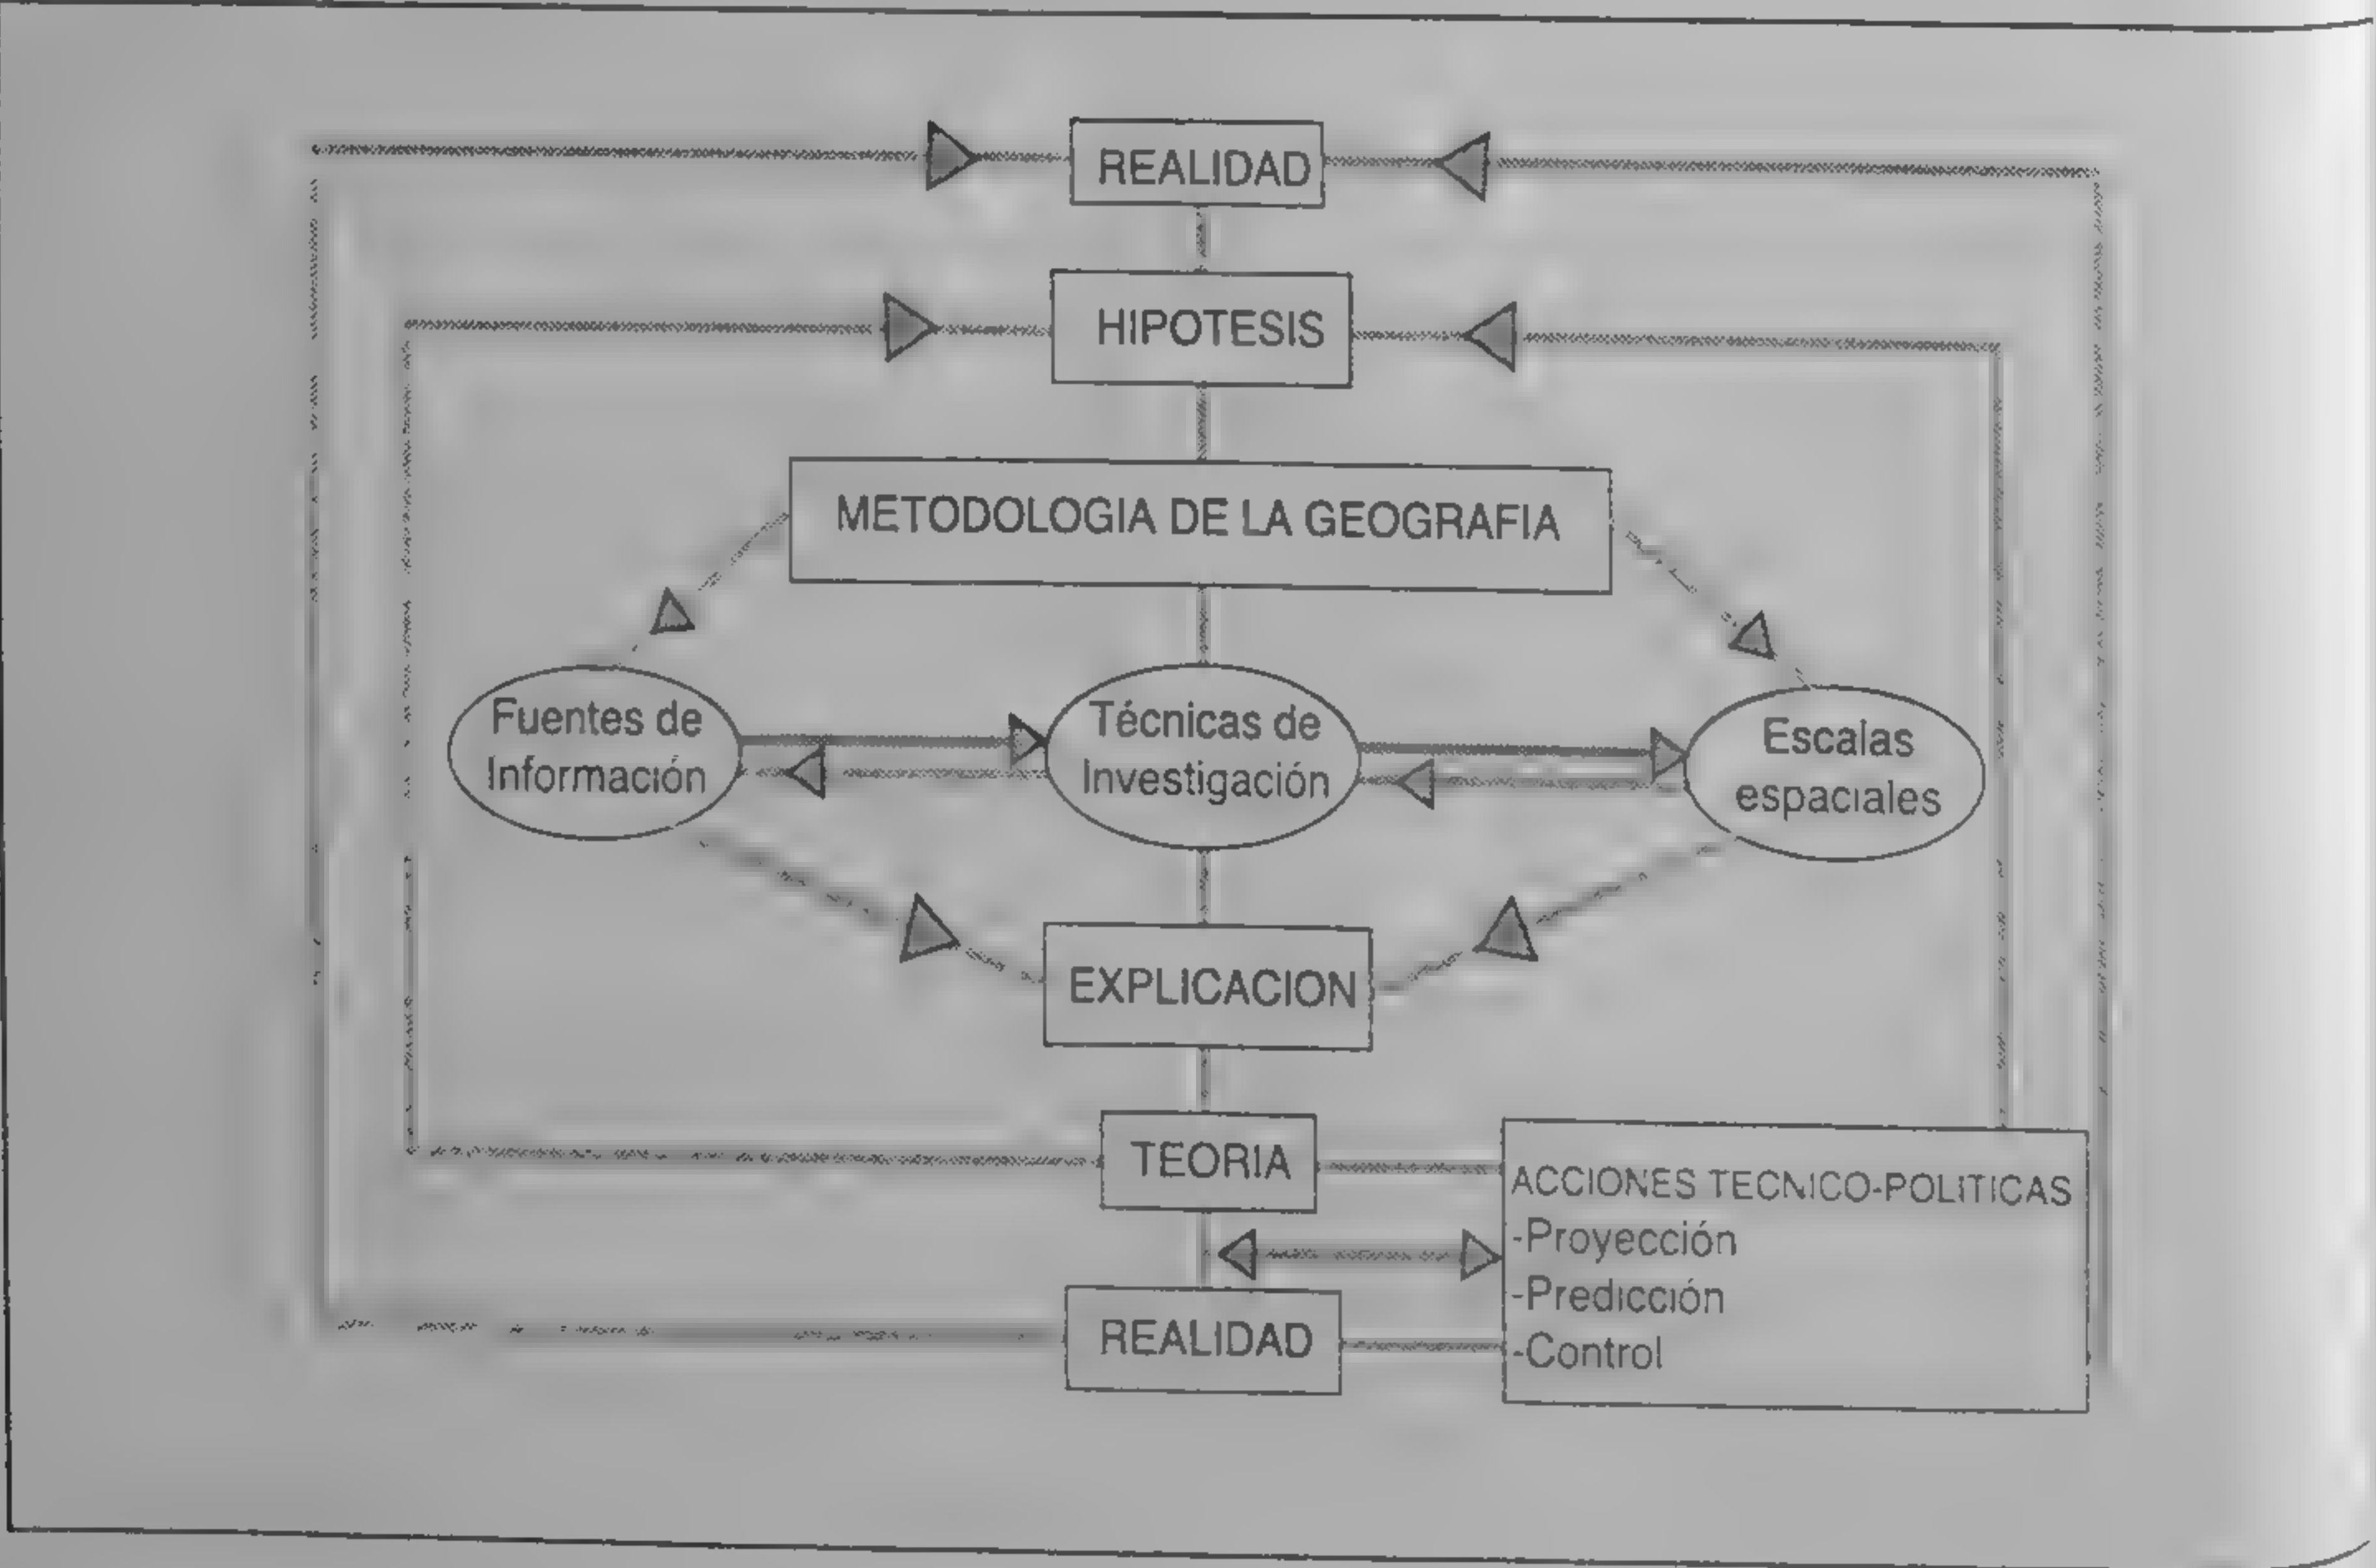 REALIDAD
HIPOTESIS
METODOLOGIA DE LA GEOGRAFIA
Fuentes de
Información
Técnicas de
Investigación
Escalas
espaciales
EXPLICACION
TEORIA
ACCIONES TECNICO-POLITICAS
-Proyección
-Predicción
-Control
REALIDAD